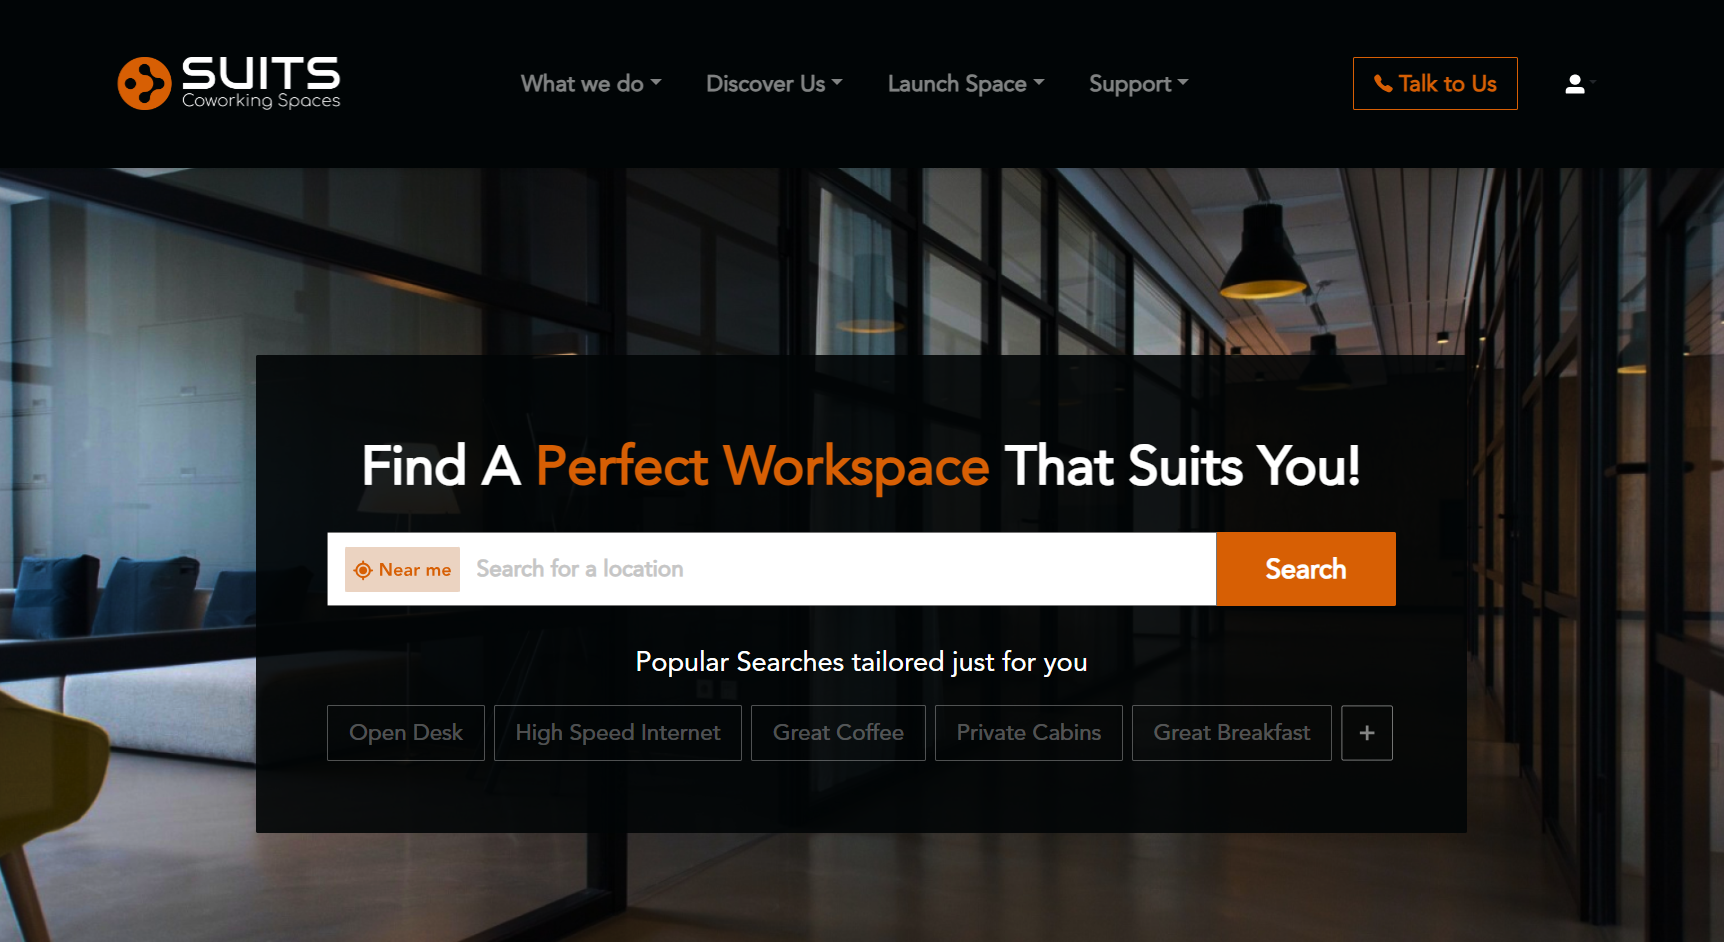 SUITS
Coworking Spaces
What we do
Discover Us
Launch Space
Support
Talk to Us
Find A Perfect Workspace That Suits You!
Near me
Search for a location
Search
Popular Searches tailored just for you
Open Desk
High Speed Internet
Great Coffee
Private Cabins
Great Breakfast
+